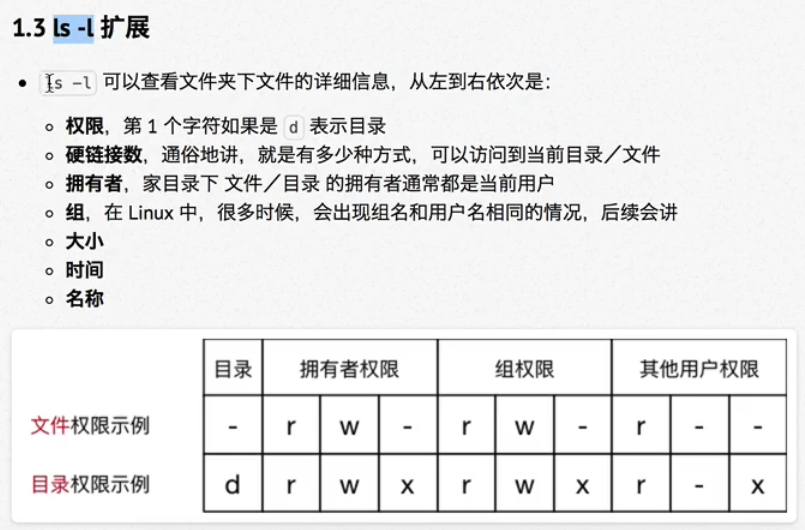 1.3 ls -l 扩展
ls -l 可以查看文件夹下文件的详细信息，从左到右依次是：
权限，第 1 个字符如果是 d 表示目录
硬链接数，通俗地讲，就是有多少种方式，可以访问到当前目录／文件
拥有者，家目录下 文件／目录 的拥有者通常都是当前用户
组，在 Linux 中，很多时候，会出现组名和用户名相同的情况，后续会讲
大小
时间
名称
目录 拥有者权限 组权限 其他用户权限
文件权限示例 - r w - r w - r - -
目录权限示例 d r w x r w x r - x